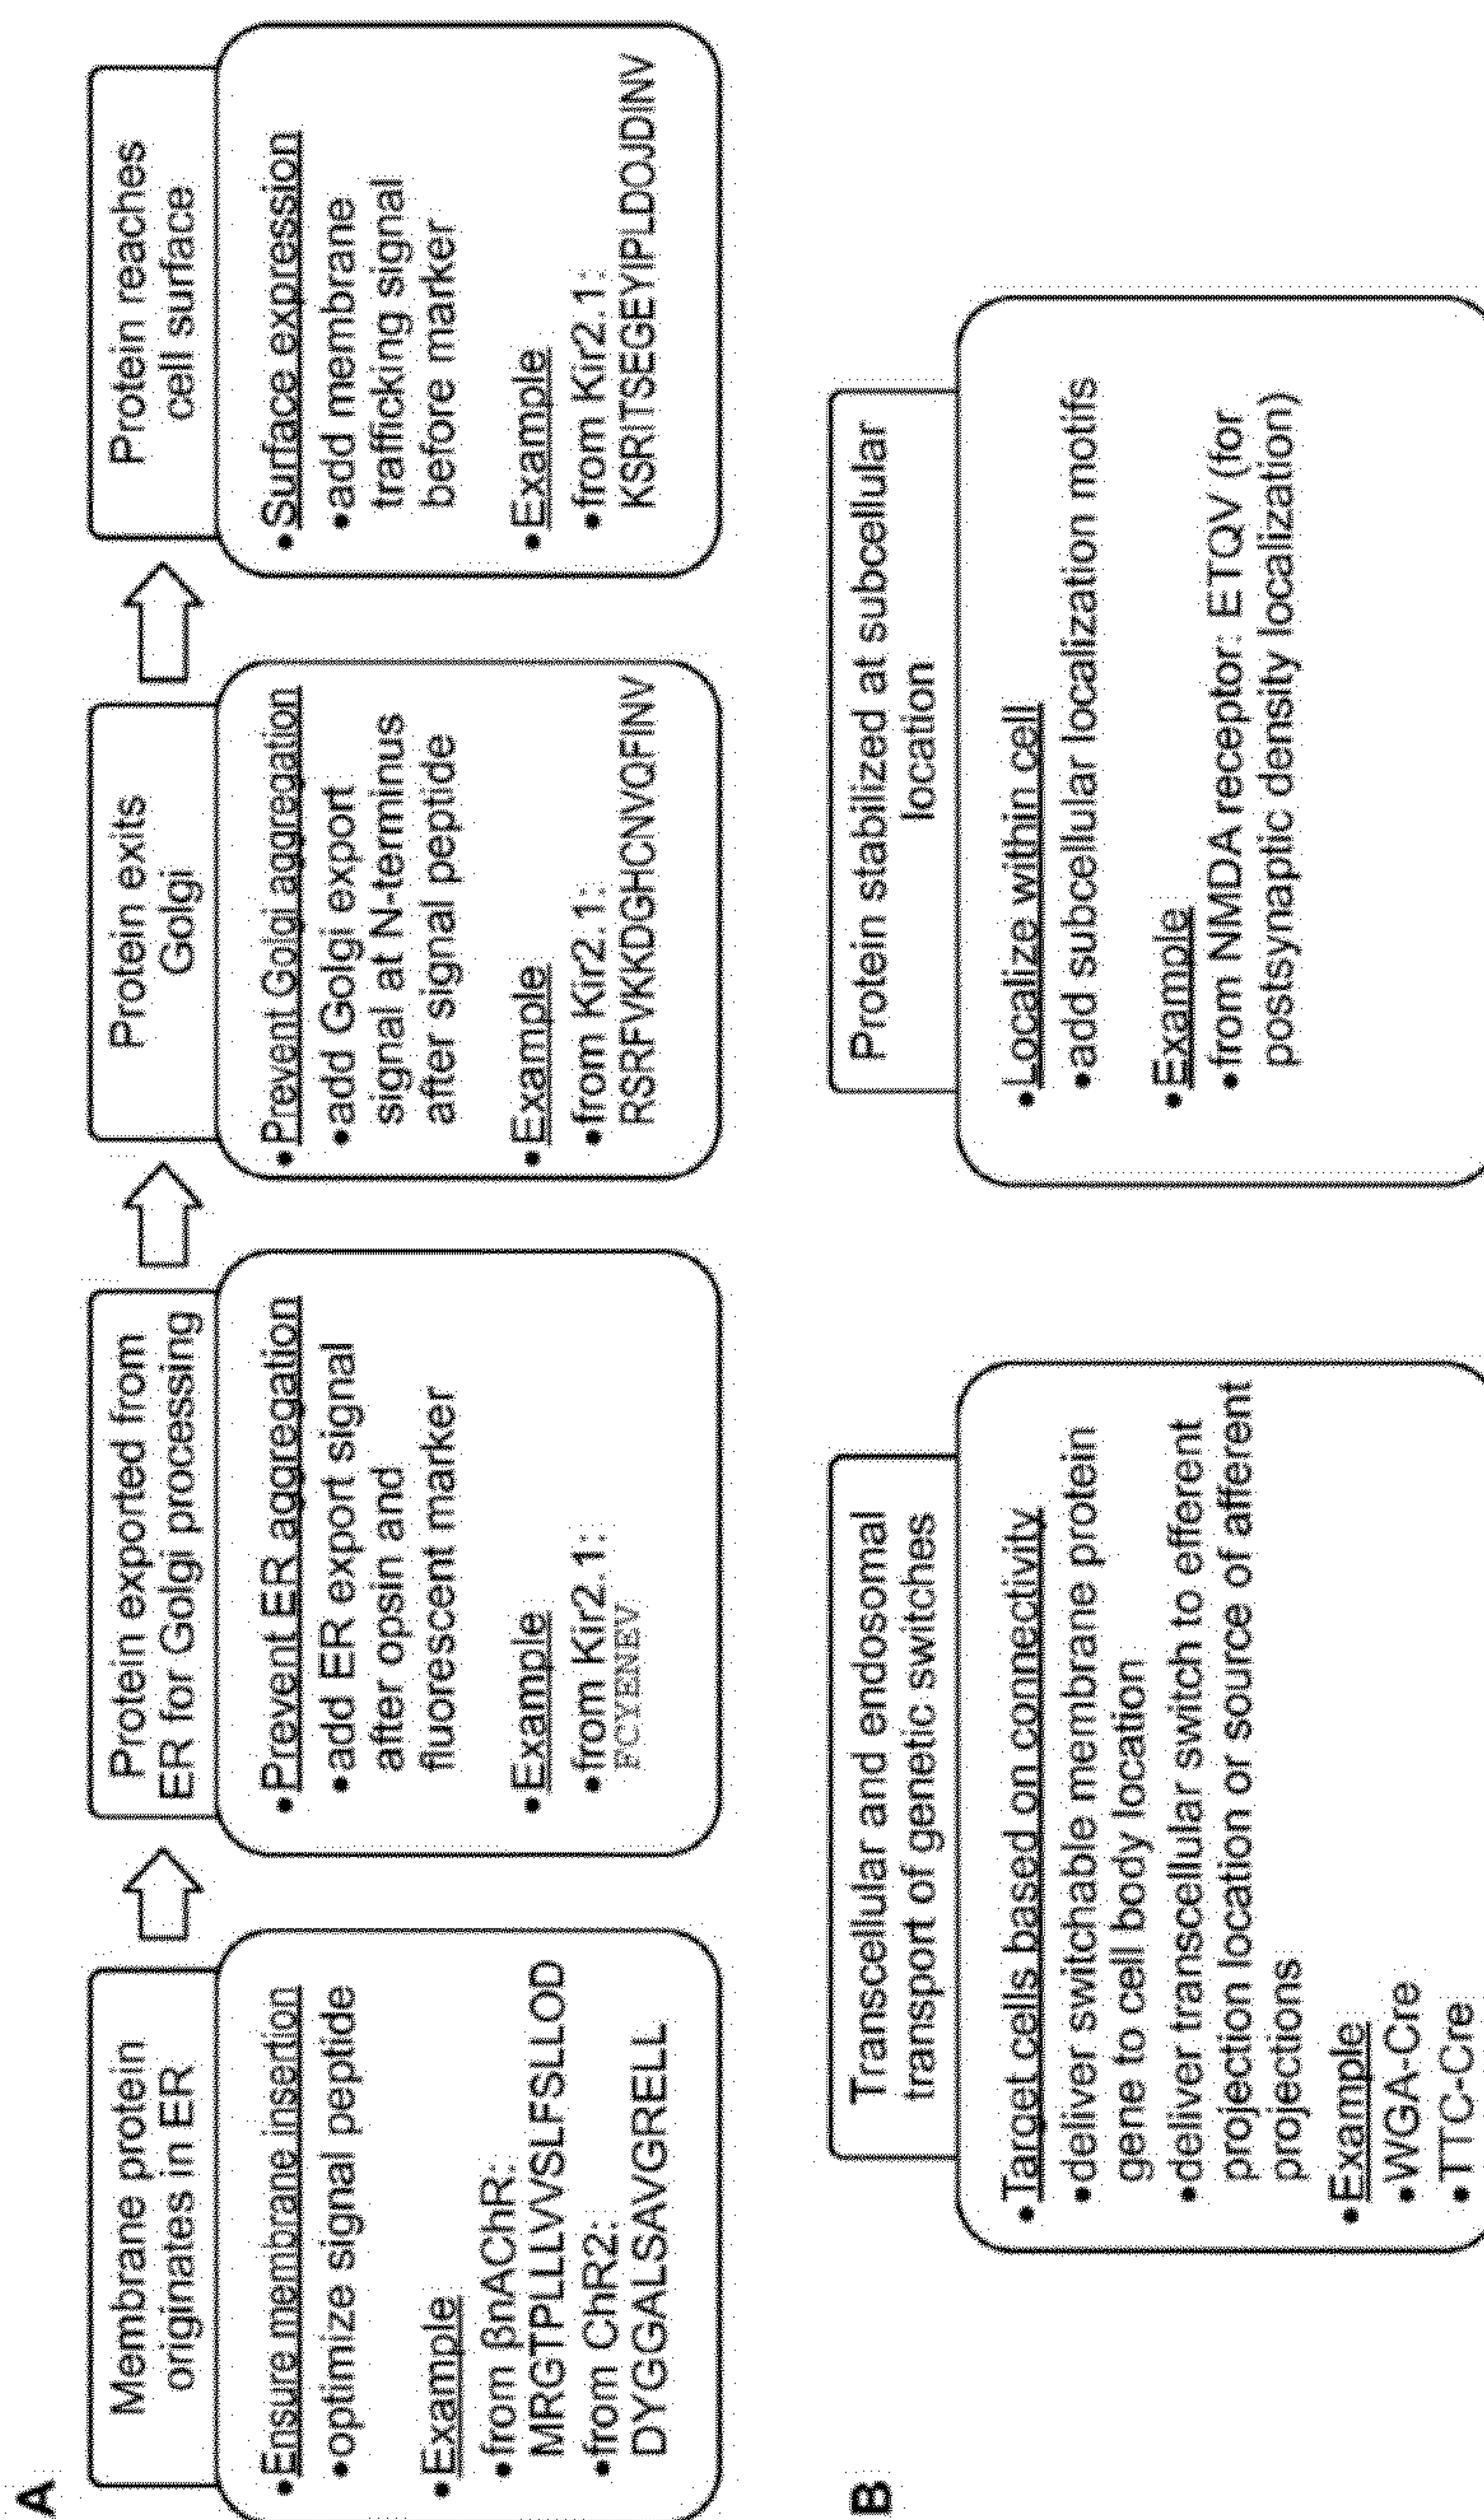 A
Membrane protein
originates in ER
•Ensure membrane insertion
•optimize signal peptide
•Example
•from βnAChR:
MRGTPLLLVVSLFSLLOD
•from ChR2:
DYGGALSAVGRELL
Protein exported from
ER for Golgi processing
•Prevent ER aggregation
•add ER export signal
after opsin and
fluorescent marker
•Example
•from Kir2.1:
FCYENEV
Protein exits
Golgi
•Prevent Golgi aggregation
•add Golgi export
signal at N-terminus
after signal peptide
•Example
•from Kir2.1:
RSRFVKKDGHCNVQFINV
Protein reaches
cell surface
•Surface expression
•add membrane
trafficking signal
before marker
•Example
•from Kir2.1:
KSRITSEGEYIPLDOJDINV
B
Transcellular and endosomal
transport of genetic switches
•Target cells based on connectivity
•deliver switchable membrane protein
gene to cell body location
•deliver transcellular switch to efferent
projection location or source of afferent
projections
•Example
•WGA-Cre
•TTC-Cre
Protein stabilized at subcellular
location
•Localize within cell
•add subcellular localization motifs
•Example
•from NMDA receptor: ETQV (for
postsynaptic density localization)